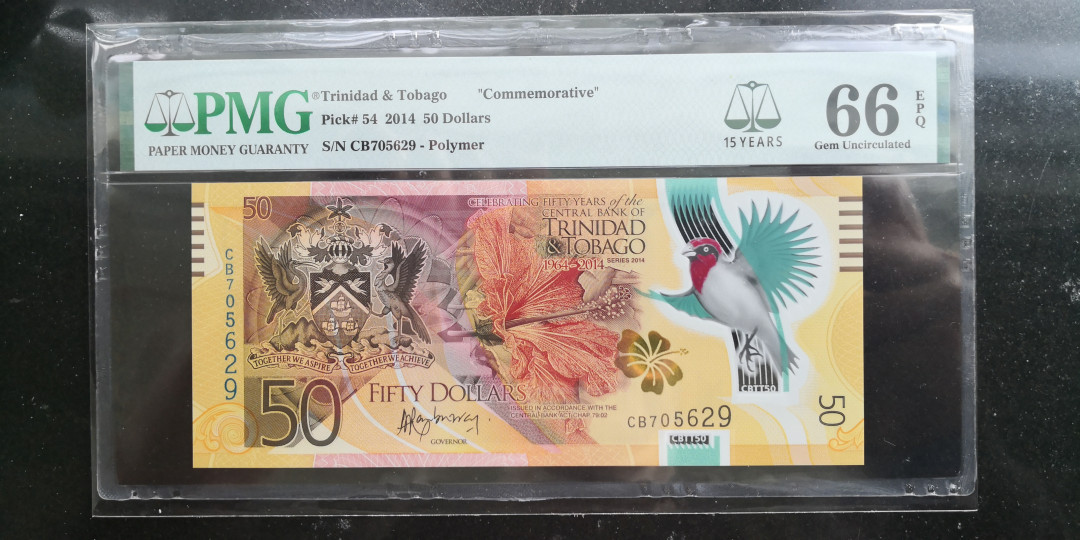 PMG®
PAPER MONEY GUARANTY
Trinidad & Tobago "Commemorative"
Pick# 54 2014 50 Dollars
S/N CB705629 - Polymer
15 YEARS
66
EPQ
Gem Uncirculated
50
CELEBRATING FIFTY YEARS of the
CENTRAL BANK OF
TRINIDAD
& TOBAGO
SERIES 2014
1964-2014
CB705629
TOGETHER WE ASPIRE TOGETHER WE ACHIEVE
CBTT50
FIFTY DOLLARS
50
ISSUED IN ACCORDANCE WITH THE
CENTRAL BANK ACT CHAP. 79:02
GOVERNOR
CB705629
CBTT50
50